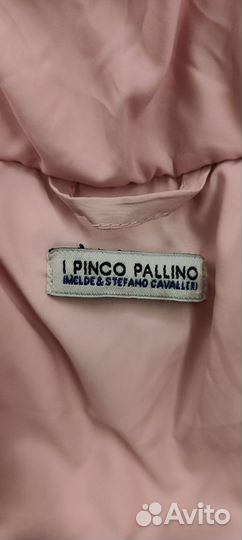 I PINCO PALLINO
IMELDE & STEFANO CAVALLERI
Avito